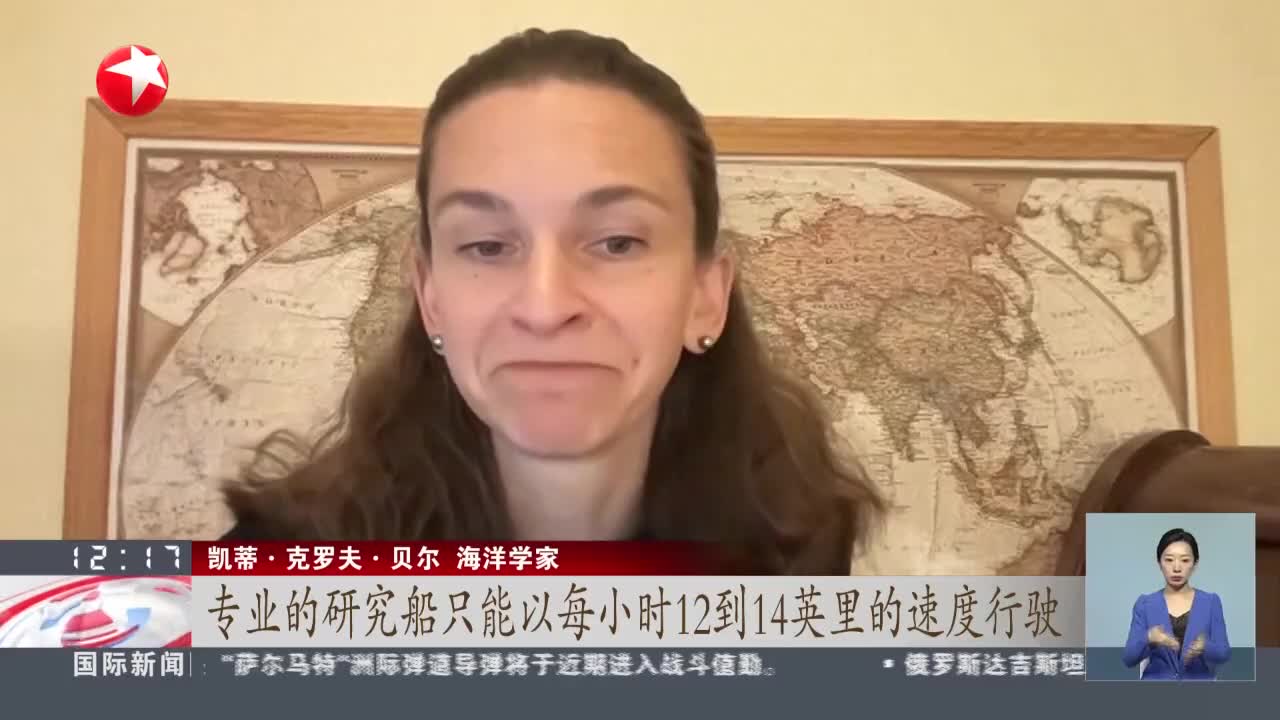 12:17
凯蒂·克罗夫·贝尔 海洋学家
专业的研究船只能以每小时12到14英里的速度行驶
国际新闻
：“萨尔马特”洲际弹道导弹将于近期进入战斗值勤。 ·俄罗斯达吉斯坦